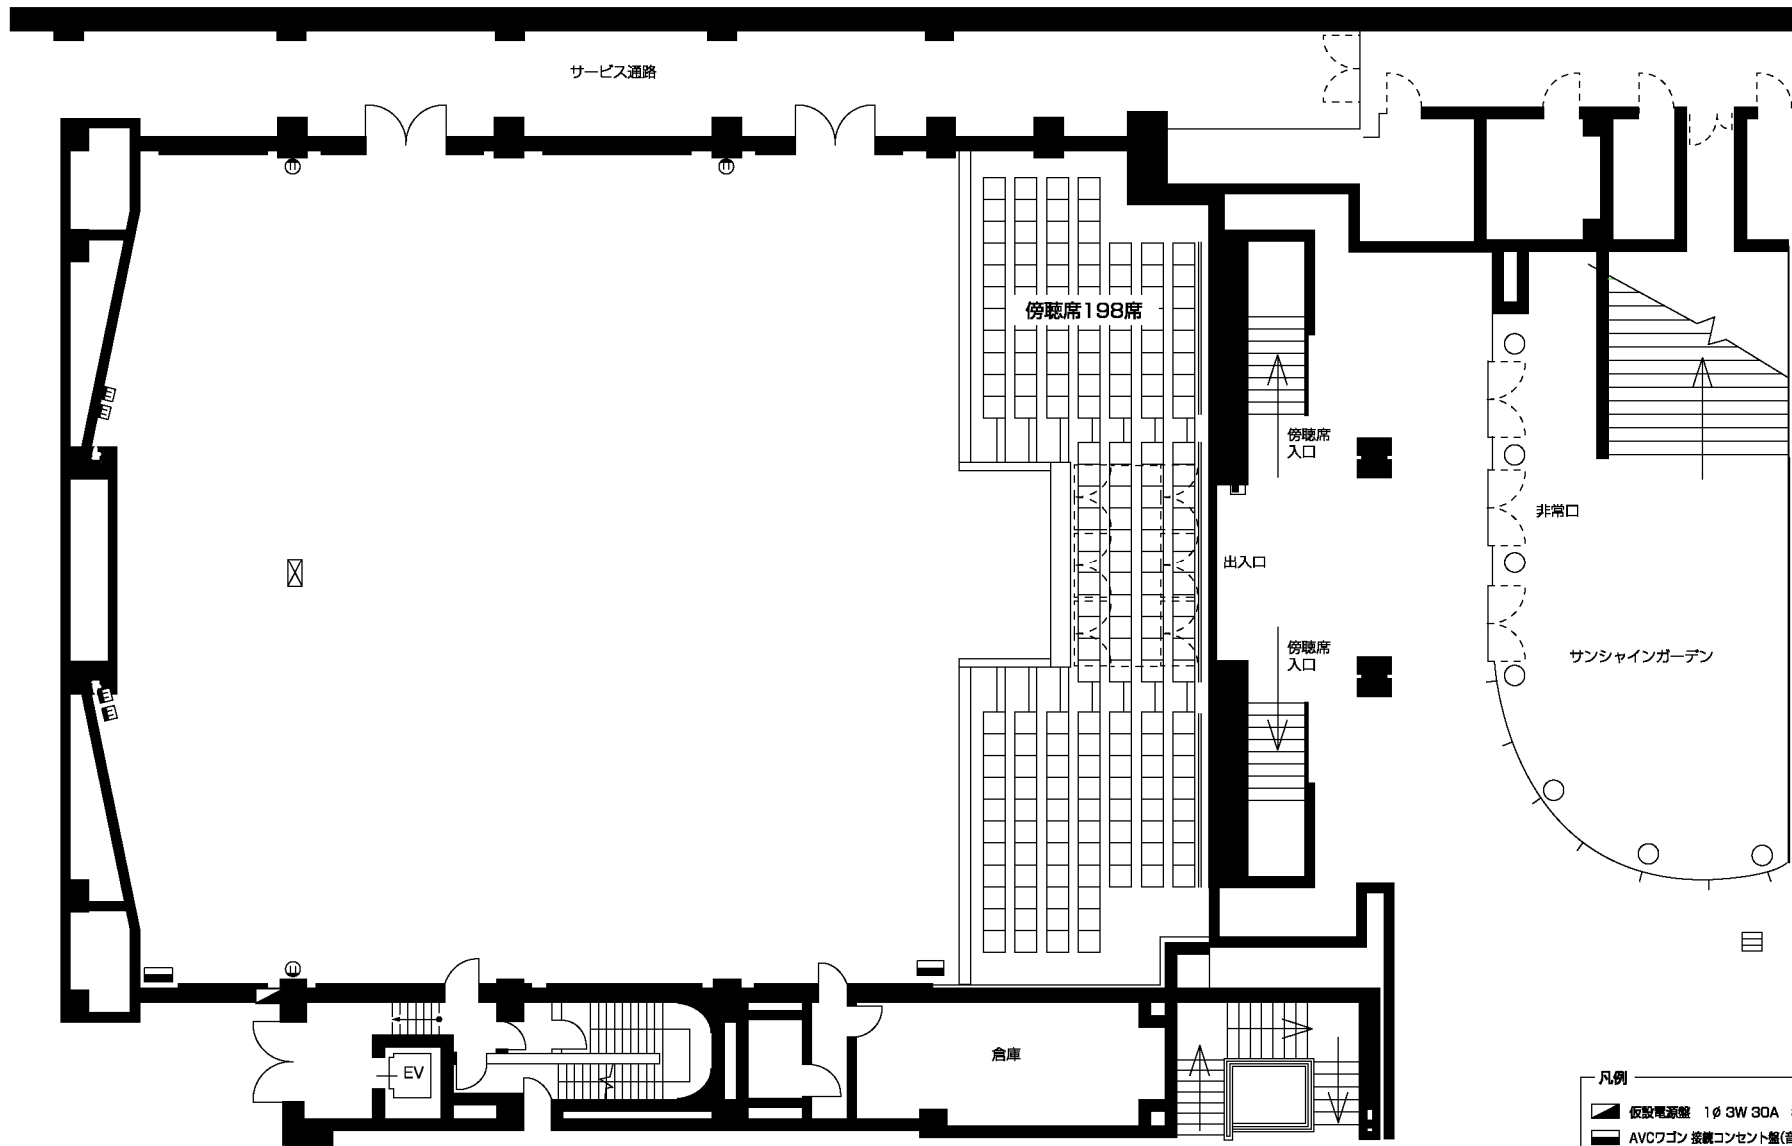 サービス通路
傍聴席198席
傍聴席
入口
非常口
出入口
傍聴席
入口
サンシャインガーデン
倉庫
EV
凡例
仮設電源盤 1φ 3W 30A
AVCワゴン 接続コンセント盤